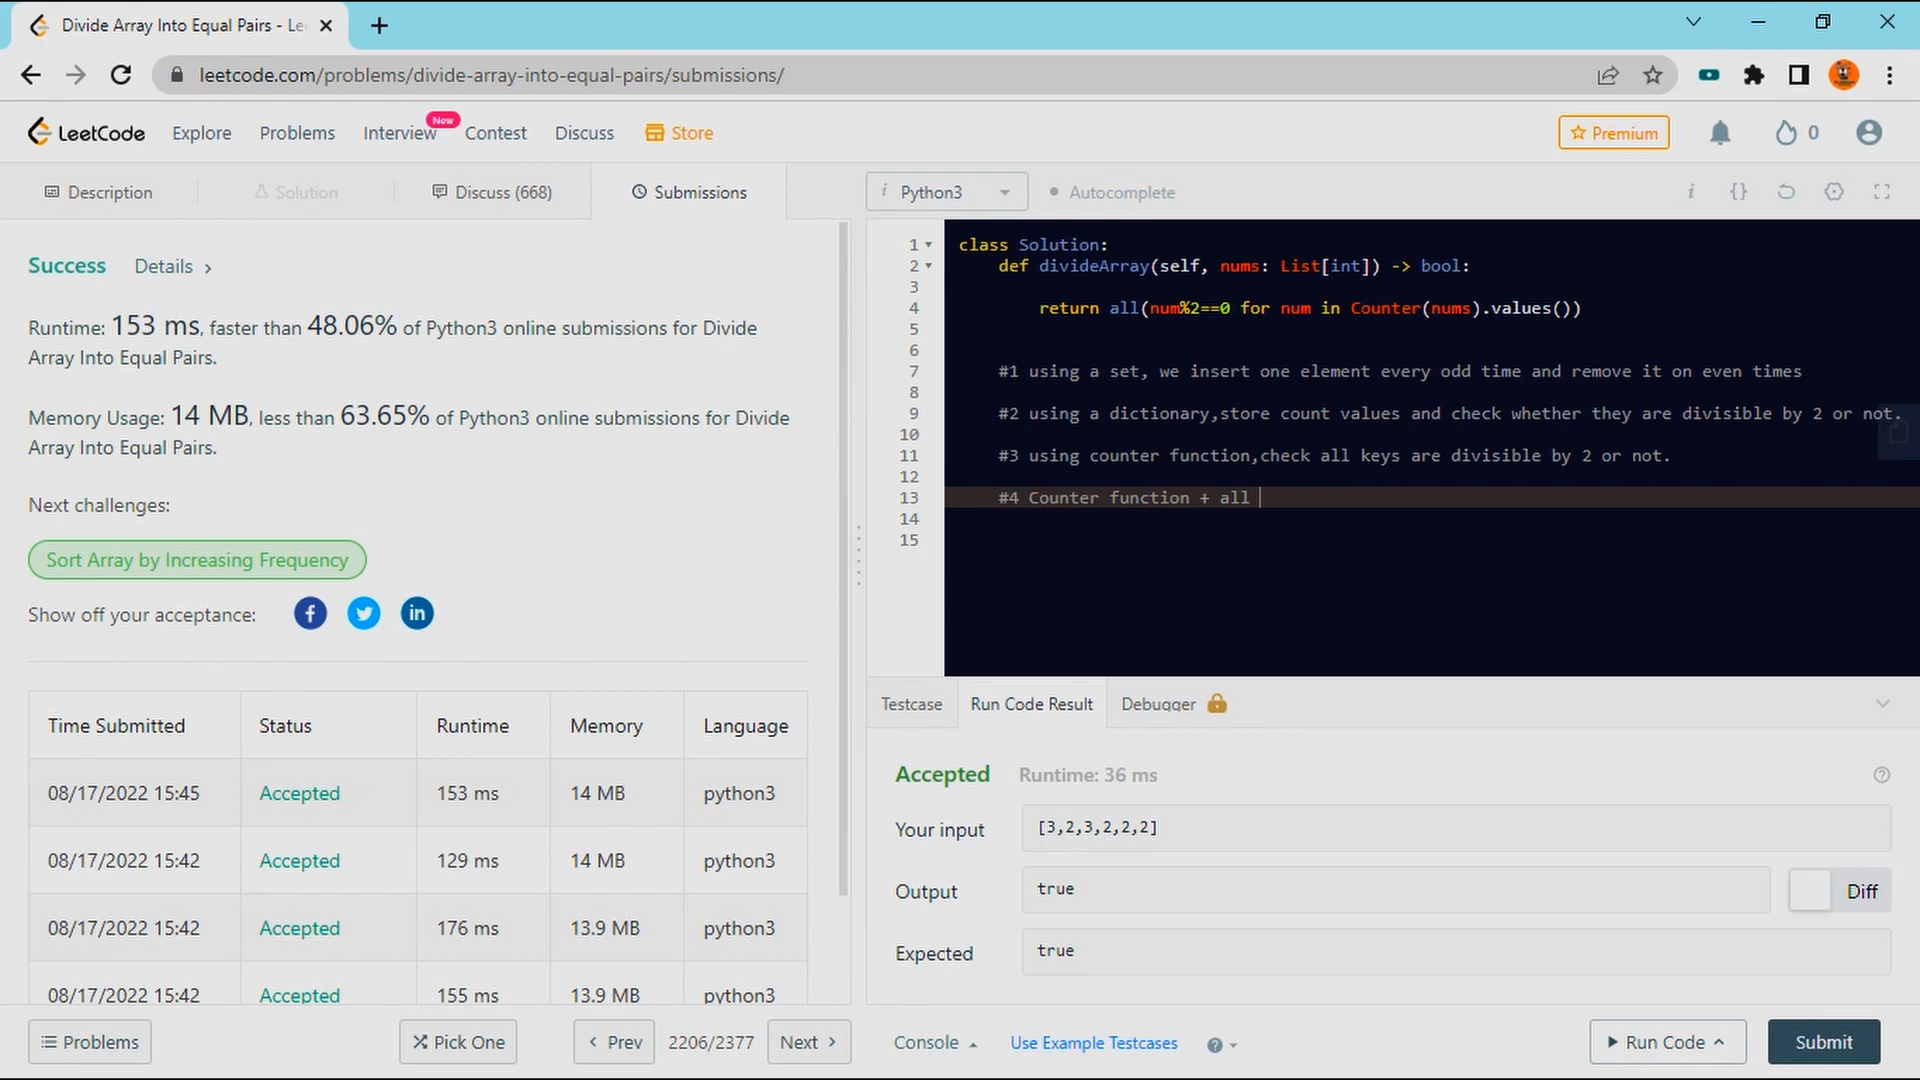 Divide Array Into Equal Pairs - Le
leetcode.com/problems/divide-array-into-equal-pairs/submissions/
LeetCode Explore Problems Interview New Contest Discuss Store Premium 0
Description Solution Discuss (668) Submissions
Python3 Autocomplete
Success Details
Runtime: 153 ms, faster than 48.06% of Python3 online submissions for Divide
Array Into Equal Pairs.
Memory Usage: 14 MB, less than 63.65% of Python3 online submissions for Divide
Array Into Equal Pairs.
Next challenges:
Sort Array by Increasing Frequency
Show off your acceptance:
Time Submitted Status Runtime Memory Language
08/17/2022 15:45 Accepted 153 ms 14 MB python3
08/17/2022 15:42 Accepted 129 ms 14 MB python3
08/17/2022 15:42 Accepted 176 ms 13.9 MB python3
08/17/2022 15:42 Accepted 155 ms 13.9 MB python3
Problems Pick One Prev 2206/2377 Next
1 class Solution:
2 def divideArray(self, nums: List[int]) -> bool:
3
4 return all(num%2==0 for num in Counter(nums).values())
5
6
7 #1 using a set, we insert one element every odd time and remove it on even times
8
9 #2 using a dictionary,store count values and check whether they are divisible by 2 or not.
10
11 #3 using counter function,check all keys are divisible by 2 or not.
12
13 #4 Counter function + all
14
15
Testcase Run Code Result Debugger
Accepted Runtime: 36 ms
Your input [3,2,3,2,2,2]
Output true Diff
Expected true
Console Use Example Testcases Run Code Submit